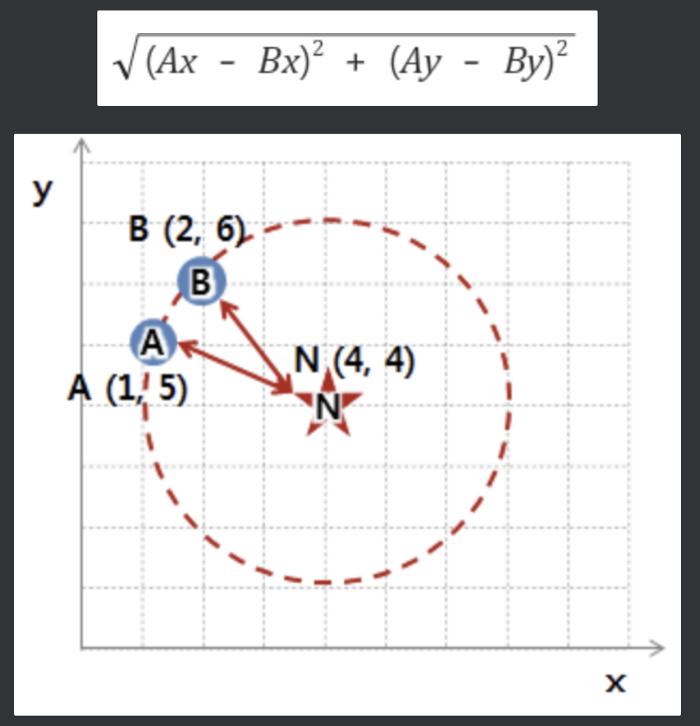 √(Ax - Bx)² + (Ay - By)²
y
B (2, 6)
B
A
N (4, 4)
A (1, 5)
N
x